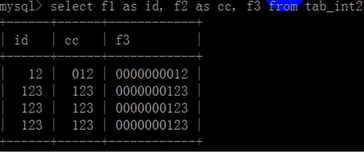 mysql> select f1 as id, f2 as cc, f3 from tab_int2
+------+------+------------+
| id | cc | f3 |
+------+------+------------+
| 12 | 012 | 0000000012 |
| 123 | 123 | 0000000123 |
| 123 | 123 | 0000000123 |
| 123 | 123 | 0000000123 |
+------+------+------------+